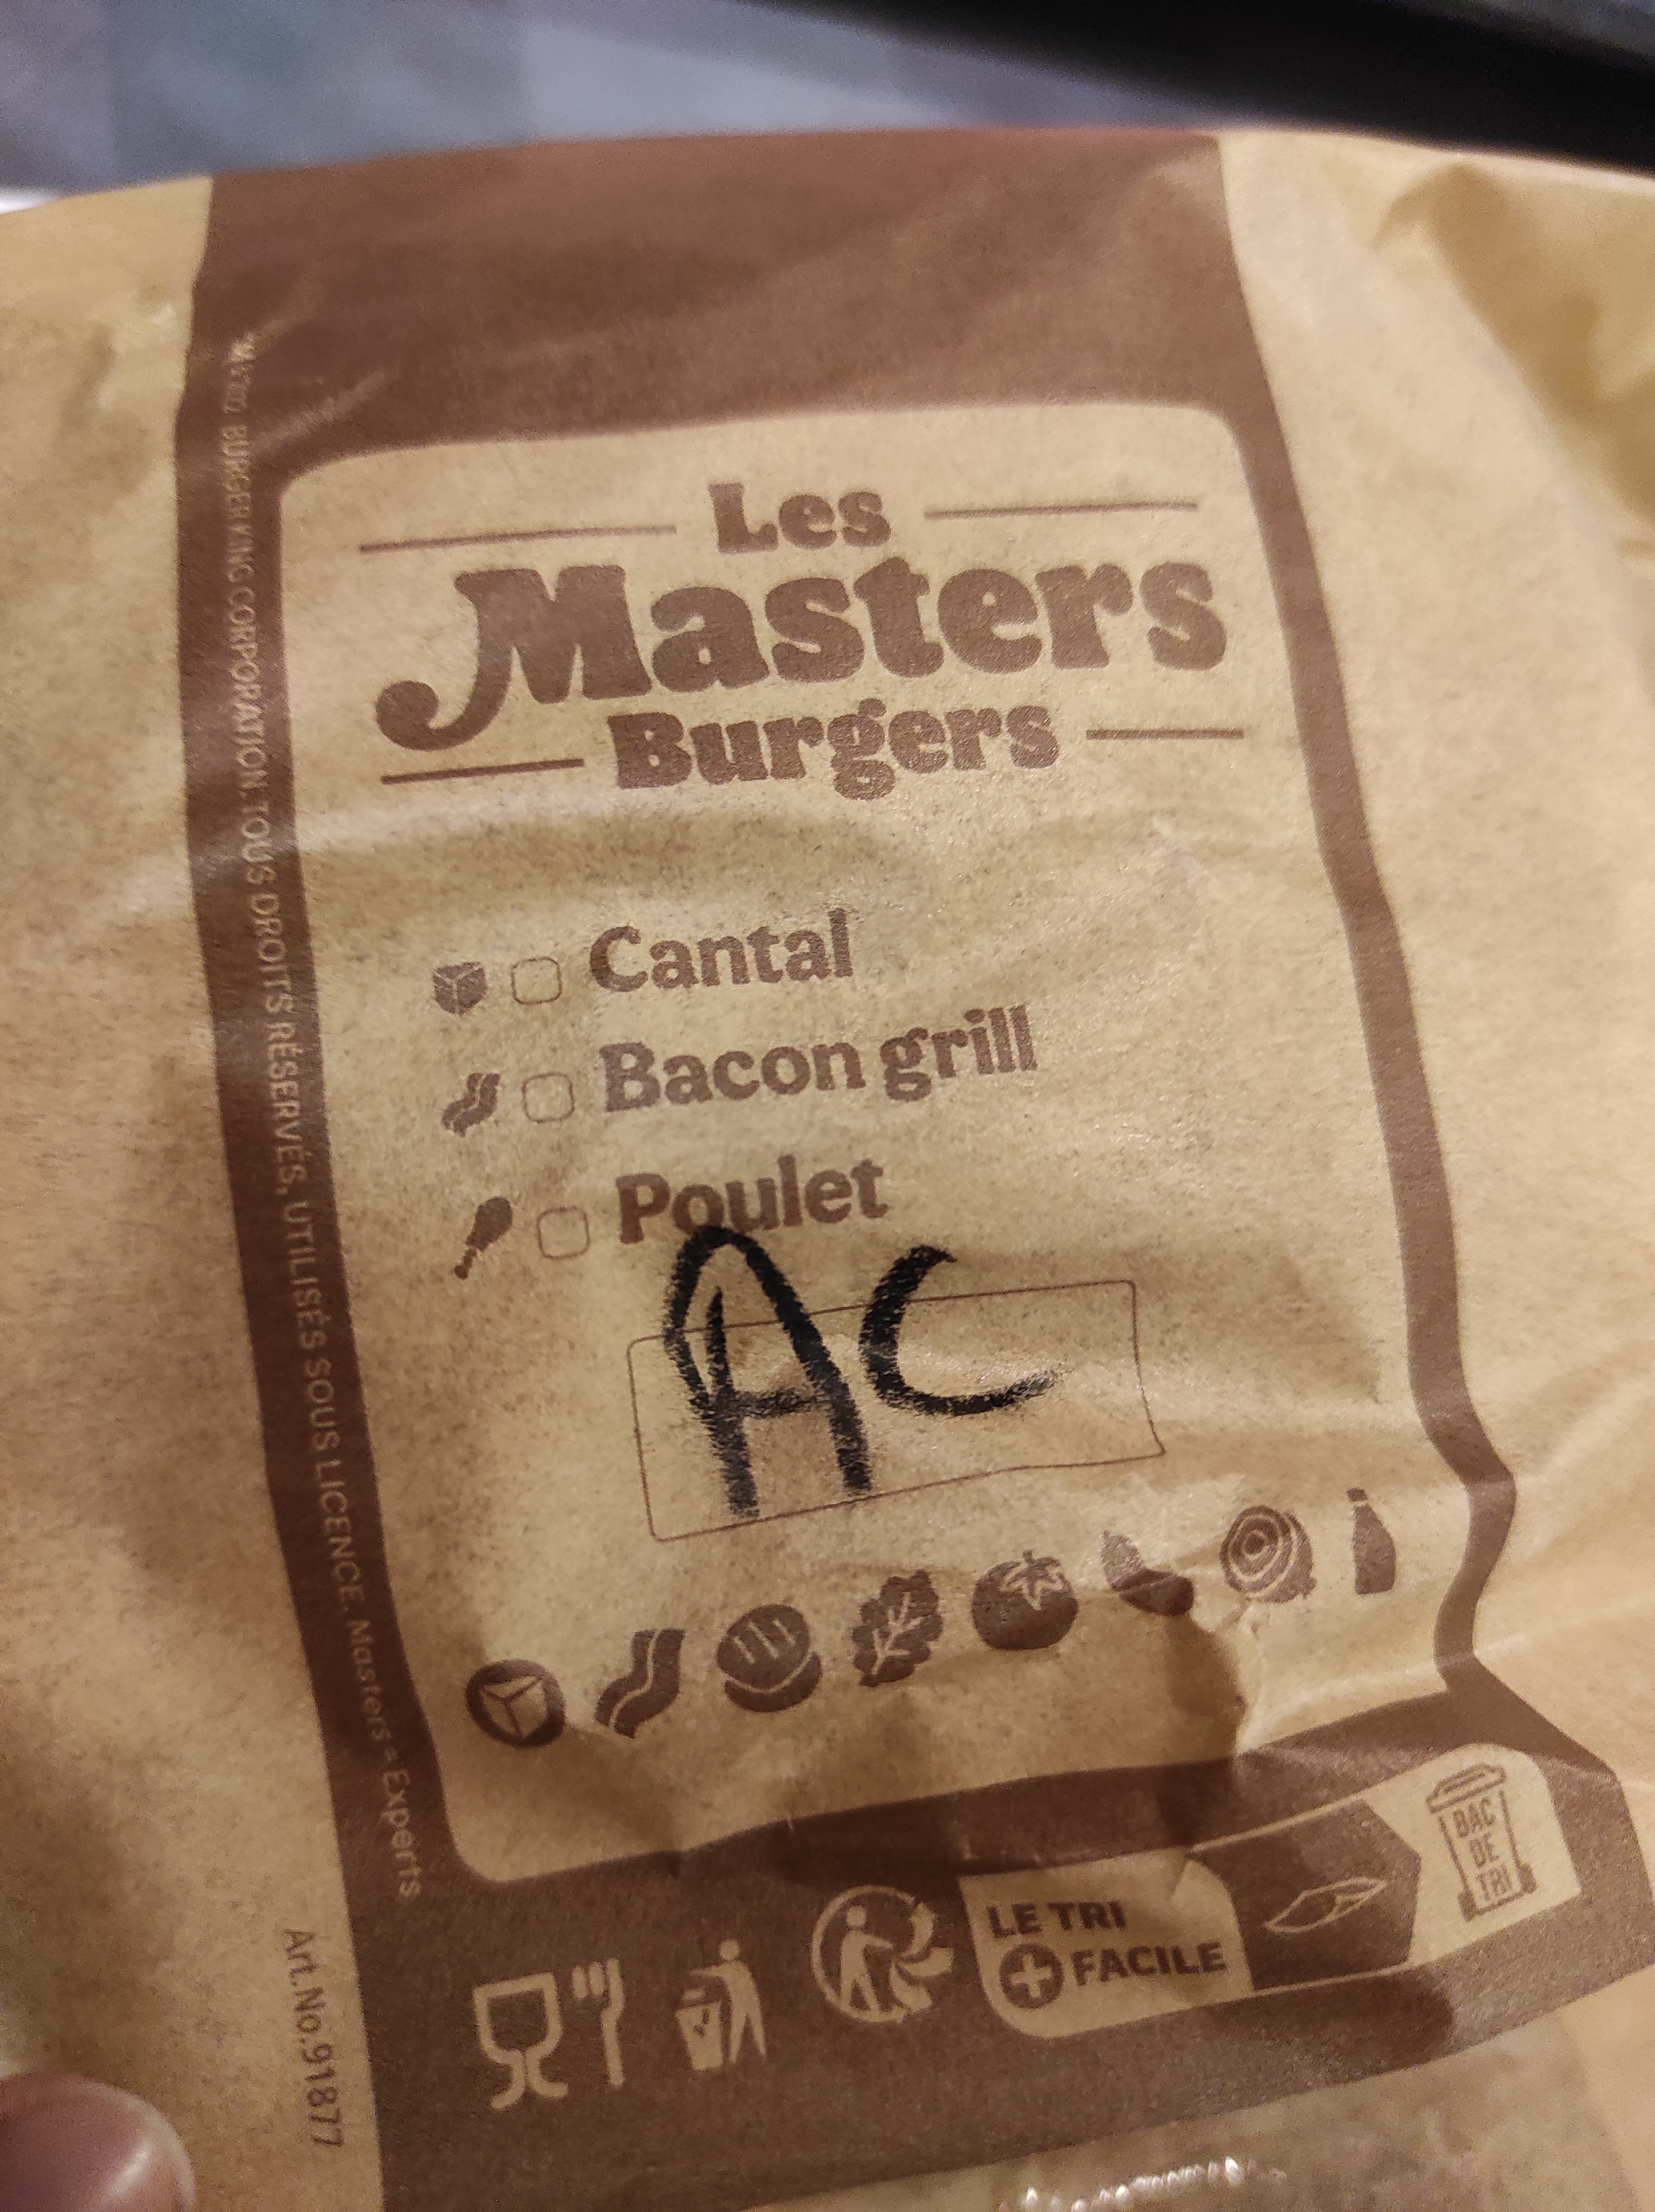 Les
Masters
Burgers
Cantal
Bacon grill
Poulet
AC
BURGER KING CORPORATION. TOUS DROITS RÉSERVÉS, UTILISÉS SOUS LICENCE. Masters = Experts
LE TRI
+ FACILE
BAC
DE
TRI
Art.No.91877